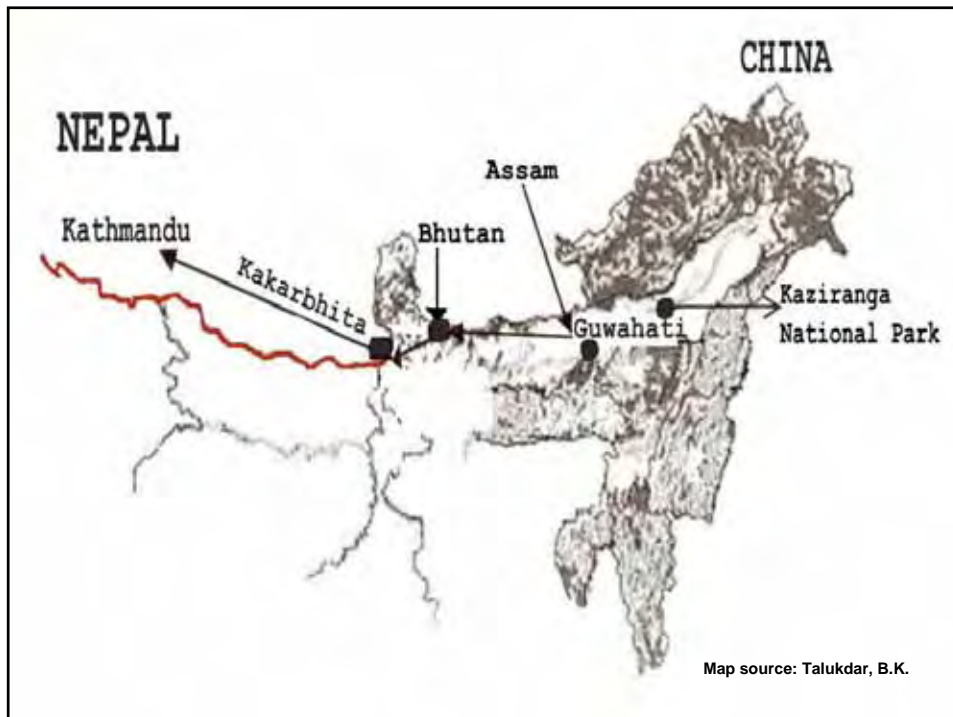 CHINA
NEPAL
Assam
Kathmandu
Bhutan
Kakarbhita
Kaziranga
National Park
Guwahati
Map source: Talukdar, B.K.